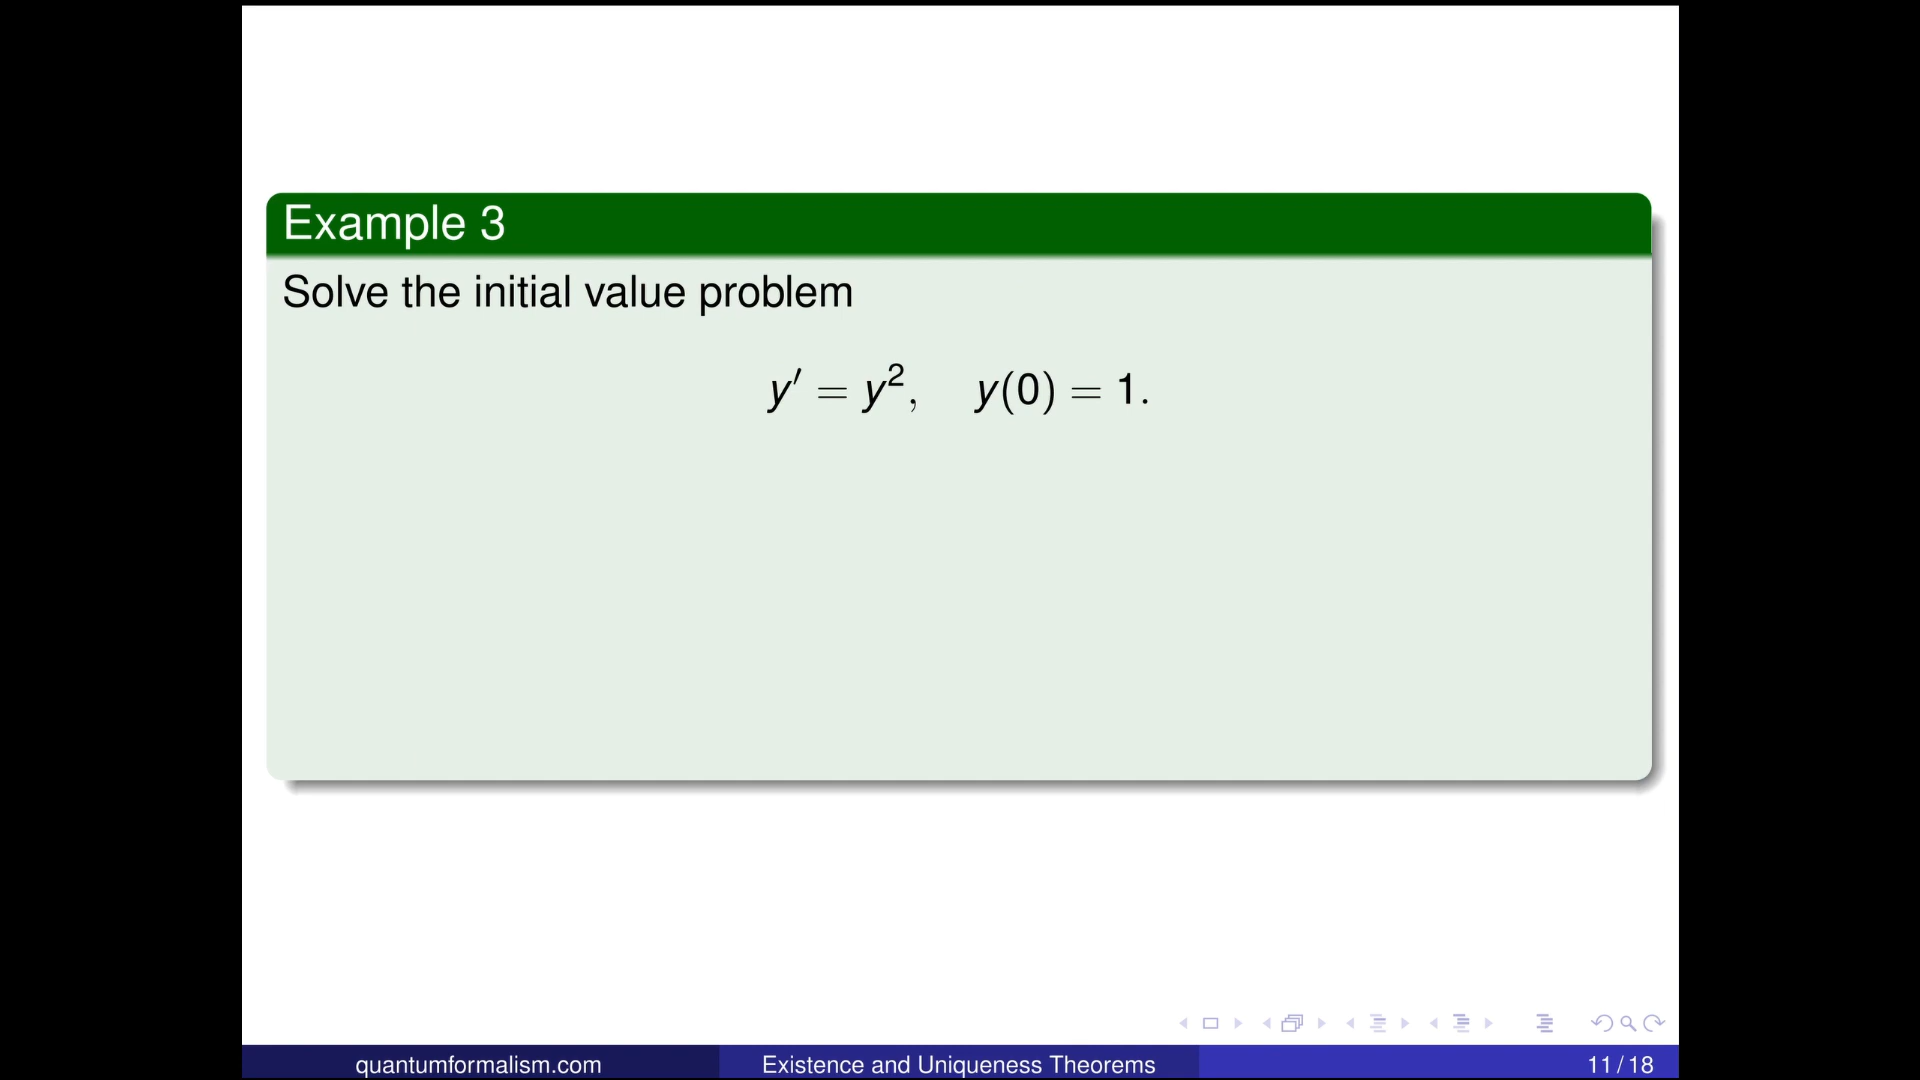 Example 3
Solve the initial value problem
y′ = y², y(0) = 1.
quantumformalism.com Existence and Uniqueness Theorems 11 / 18